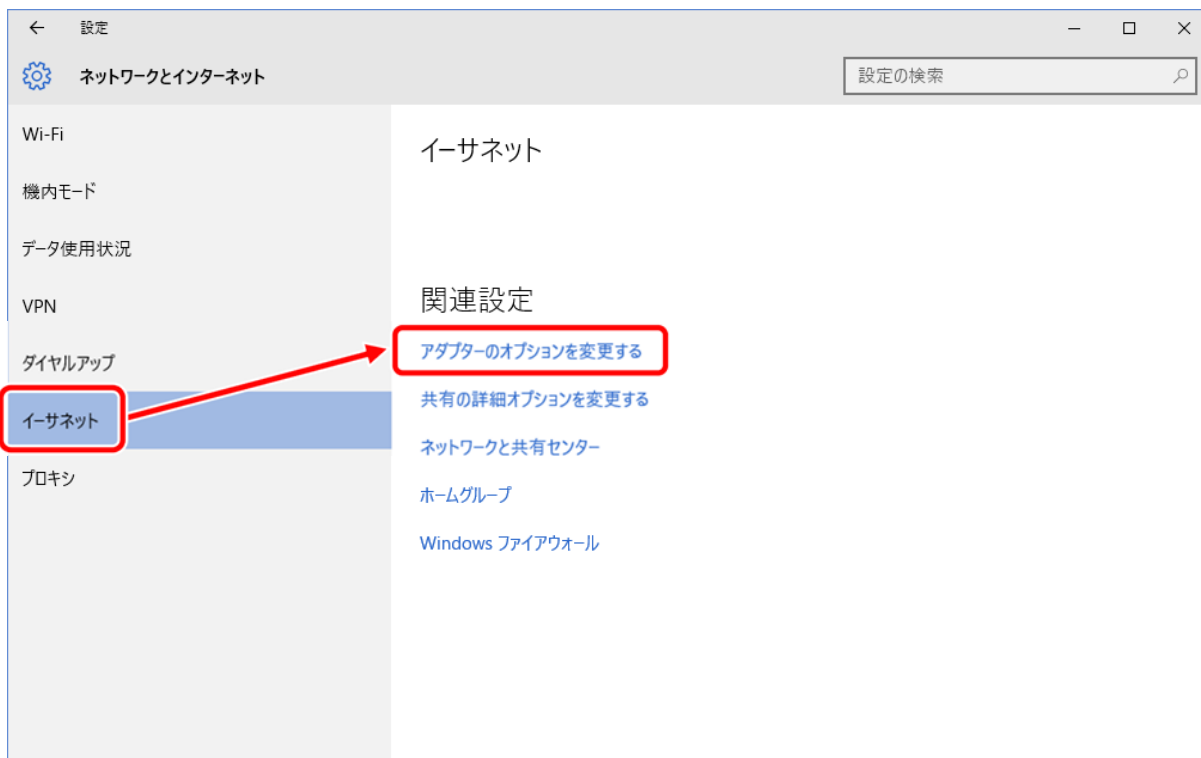 設定
ネットワークとインターネット
設定の検索
Wi-Fi
機内モード
データ使用状況
VPN
ダイヤルアップ
イーサネット
プロキシ
イーサネット
関連設定
アダプターのオプションを変更する
共有の詳細オプションを変更する
ネットワークと共有センター
ホームグループ
Windows ファイアウォール